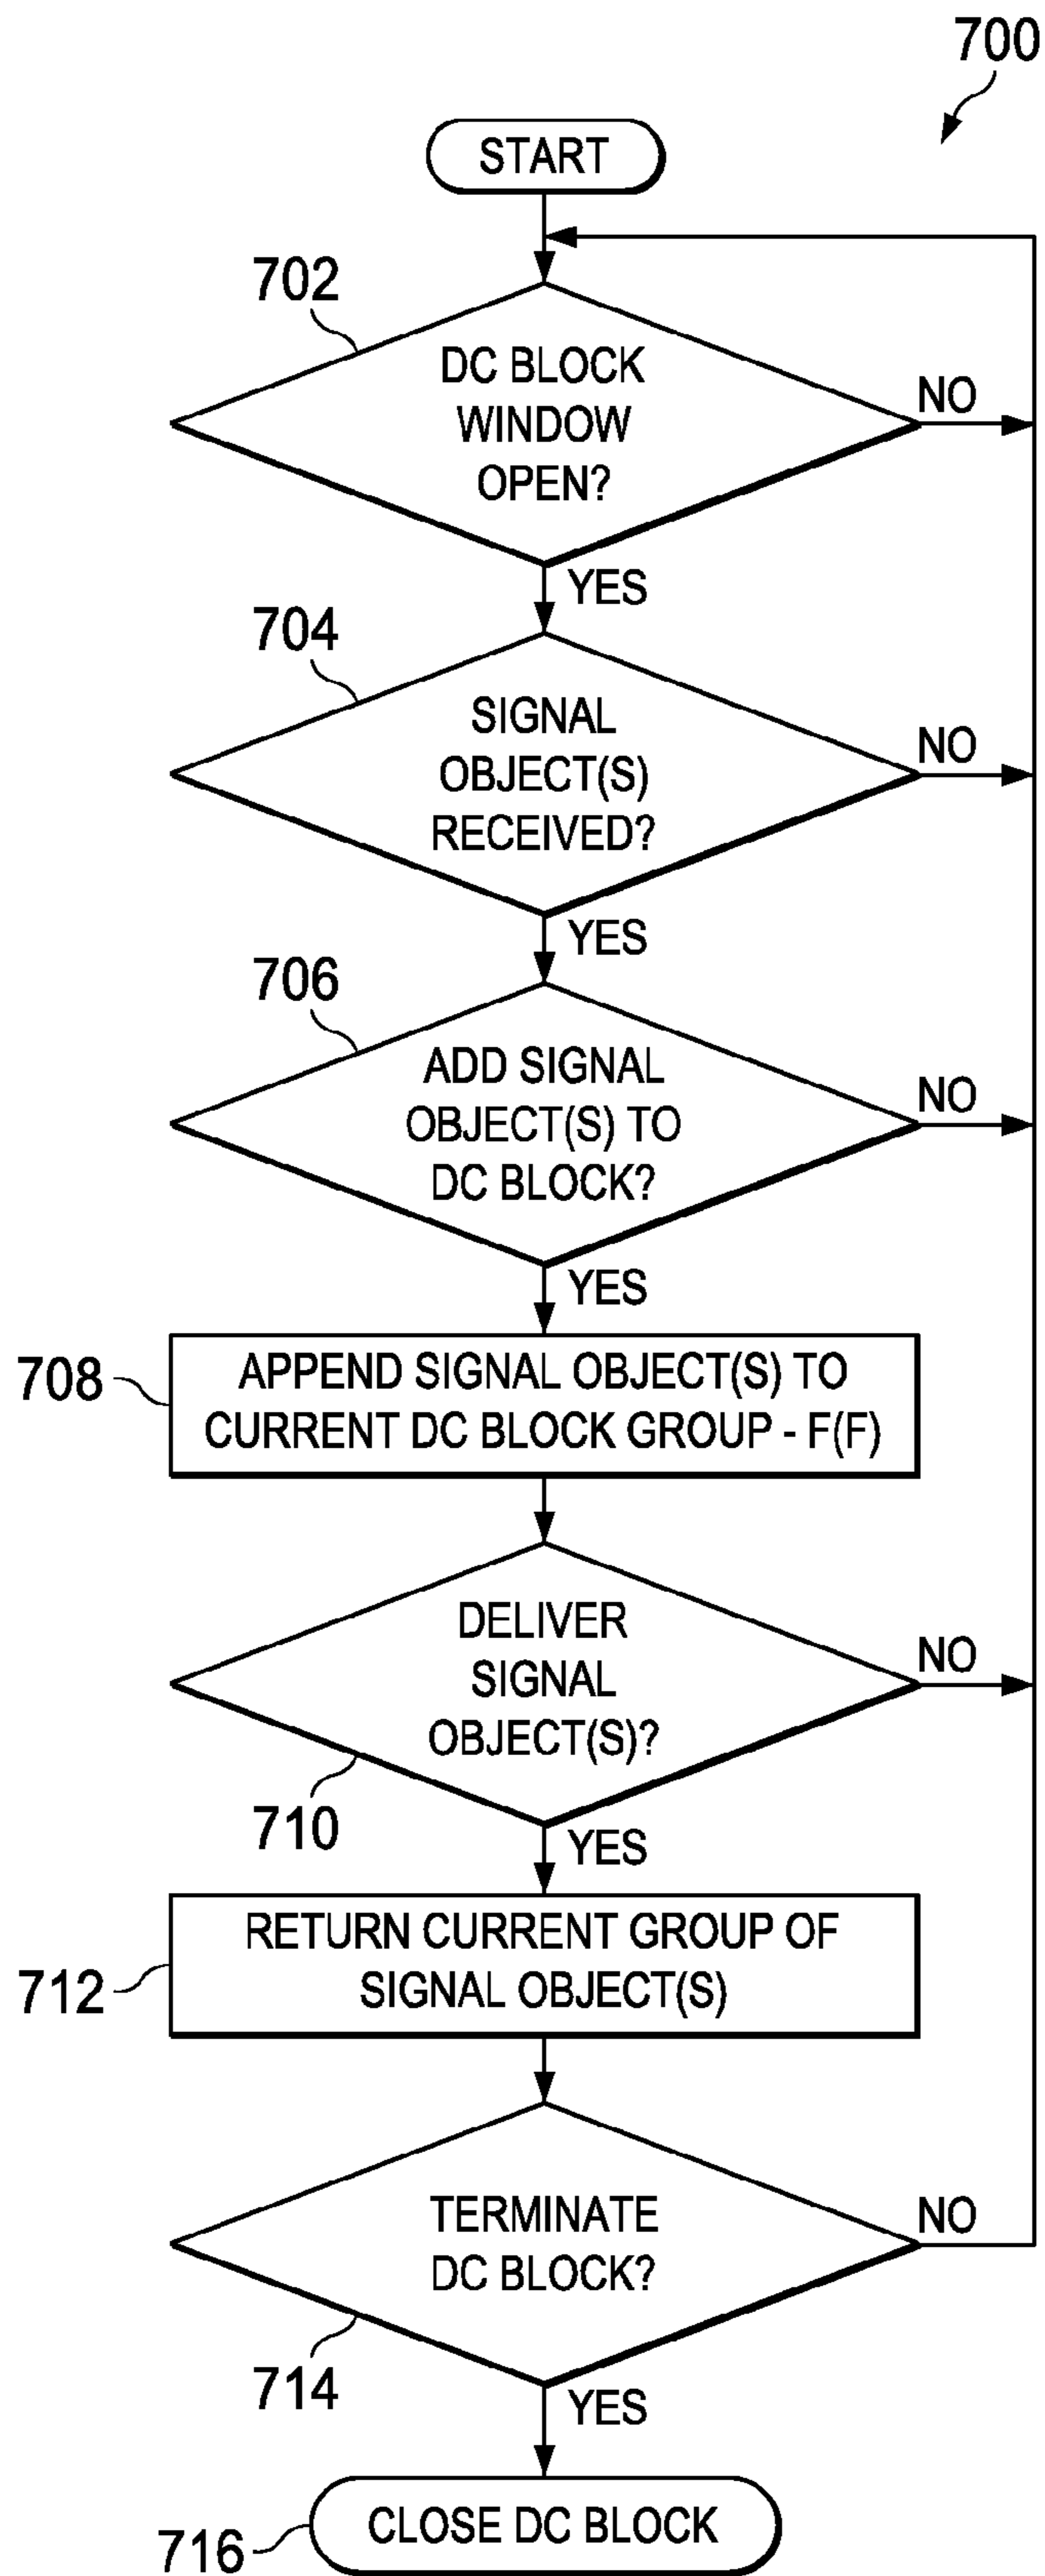 700
START
702
DC BLOCK
WINDOW
OPEN?
NO
YES
704
SIGNAL
OBJECT(S)
RECEIVED?
NO
YES
706
ADD SIGNAL
OBJECT(S) TO
DC BLOCK?
NO
YES
708
APPEND SIGNAL OBJECT(S) TO
CURRENT DC BLOCK GROUP - F(F)
DELIVER
SIGNAL
OBJECT(S)?
NO
710
YES
712
RETURN CURRENT GROUP OF
SIGNAL OBJECT(S)
TERMINATE
DC BLOCK?
NO
714
YES
CLOSE DC BLOCK
716